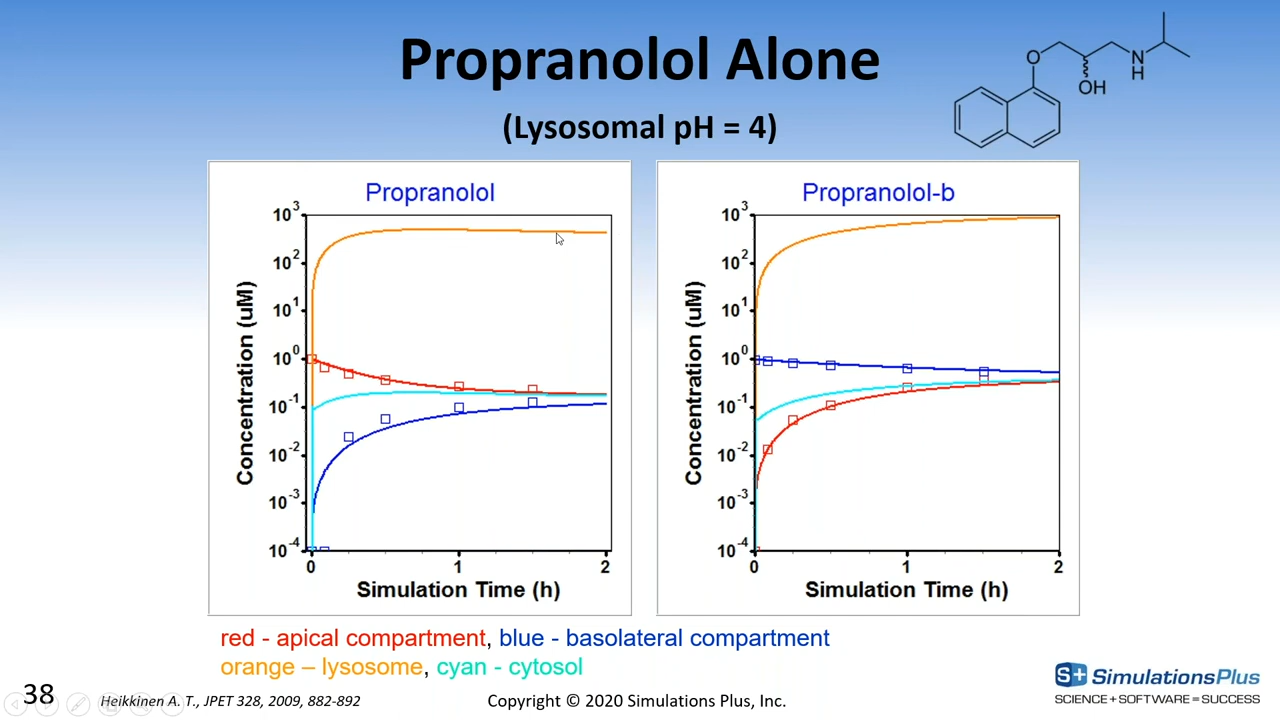 Propranolol Alone
(Lysosomal pH = 4)
O
OH
N
H
Propranolol
10³
10²
10¹
10⁰
10⁻¹
10⁻²
10⁻³
10⁻⁴
Concentration (uM)
0 1 2
Simulation Time (h)
Propranolol-b
10³
10²
10¹
10⁰
10⁻¹
10⁻²
10⁻³
10⁻⁴
Concentration (uM)
0 1 2
Simulation Time (h)
red - apical compartment, blue - basolateral compartment
orange – lysosome, cyan - cytosol
38
Heikkinen A. T., JPET 328, 2009, 882-892
Copyright © 2020 Simulations Plus, Inc.
S+ SimulationsPlus
SCIENCE + SOFTWARE = SUCCESS